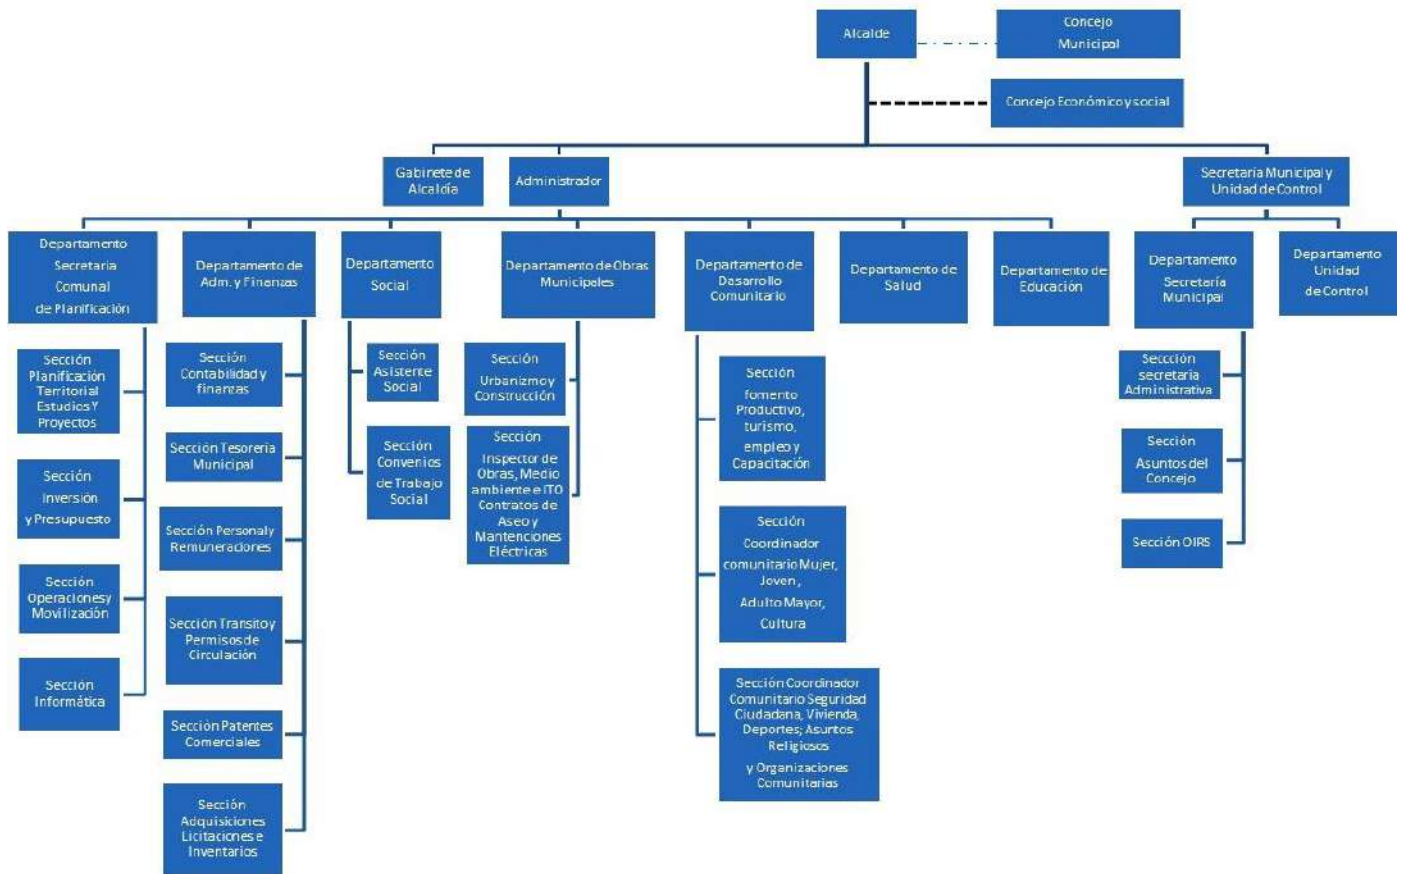 Alcalde
Concejo
Municipal
Concejo Económico y social
Gabinete de
Alcaldía
Administrador
Secretaría Municipal y
Unidad de Control
Departamento
Secretaria
Comunal
de Planificación
Departamento de
Adm. y Finanzas
Departamento
Social
Departamento de Obras
Municipales
Departamento de
Dasarrollo
Comunitario
Departamento de
Salud
Departamento de
Educación
Departamento
Secretaría
Municipal
Departamento
Unidad
de Control
Sección
Planificación
Territorial
Estudios Y
Proyectos
Sección
Inversión
y Presupuesto
Sección
Operaciones y
Movilización
Sección
Informática
Sección
Contabilidad y
finanzas
Sección Tesorería
Municipal
Sección Personal y
Remuneraciones
Sección Transito y
Permisos de
Circulación
Sección Patentes
Comerciales
Sección
Adquisiciones
Licitaciones e
Inventarios
Sección
Asistente
Social
Sección
Convenios
de Trabajo
Social
Sección
Urbanizmo y
Construcción
Sección
Inspector de
Obras, Medio
ambiente e ITO
Contratos de
Aseo y
Mantenciones
Eléctricas
Sección
fomento
Productivo,
turismo,
empleo y
Capacitación
Sección
Coordinador
comunitario Mujer,
Joven ,
Adulto Mayor,
Cultura
Sección Coordinador
Comunitario Seguridad
Ciudadana, Vivienda,
Deportes; Asuntos
Religiosos
y Organizaciones
Comunitarias
Seccción
secretaria
Administrativa
Sección
Asuntos del
Concejo
Sección OIRS